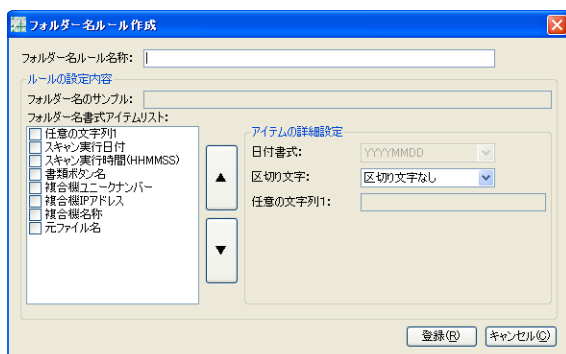 フォルダー名ルール作成
フォルダー名ルール名称:
ルールの設定内容
フォルダー名のサンプル:
フォルダー名書式アイテムリスト:
任意の文字列1
スキャン実行日付
スキャン実行時間(HHMMSS)
書類ボタン名
複合機ユニークナンバー
複合機IPアドレス
複合機名称
元ファイル名
▲
▼
アイテムの詳細設定
日付書式: YYYYMMDD
区切り文字: 区切り文字なし
任意の文字列1:
登録(R) キャンセル(C)